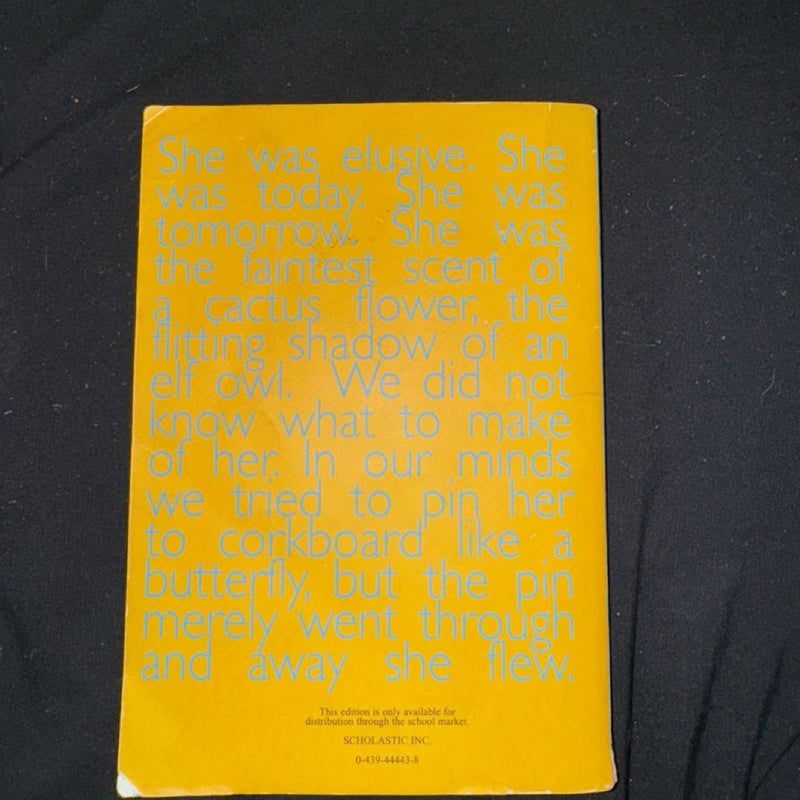 She was elusive. She
was today. She was
tomorrow. She was
the faintest scent of
a cactus flower, the
flitting shadow of an
elf owl. We did not
know what to make
of her. In our minds
we tried to pin her
to corkboard like a
butterfly, but the pin
merely went through
and away she flew.
This edition is only available for
distribution through the school market.
SCHOLASTIC INC.
0-439-44443-8